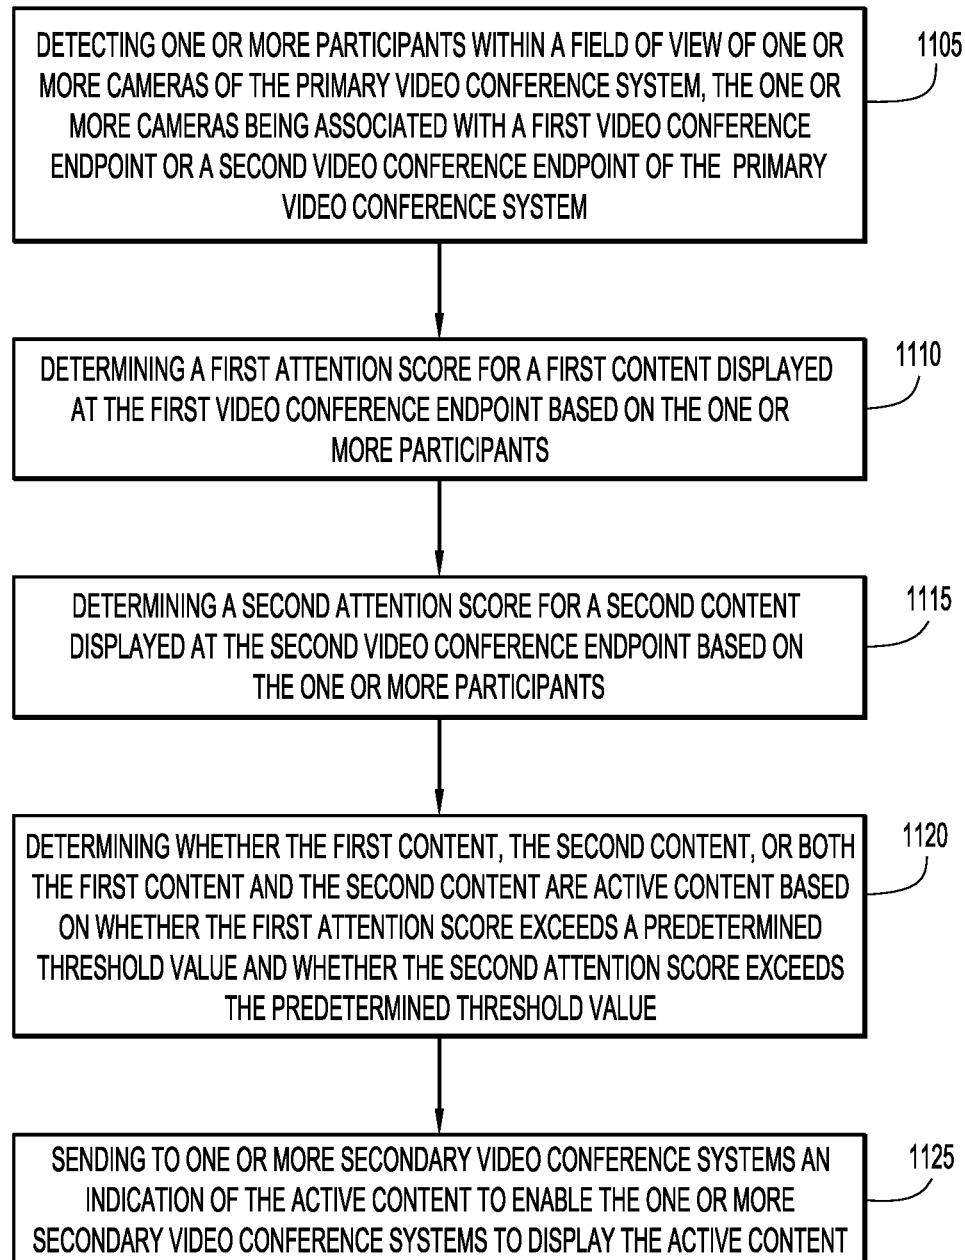 DETECTING ONE OR MORE PARTICIPANTS WITHIN A FIELD OF VIEW OF ONE OR
MORE CAMERAS OF THE PRIMARY VIDEO CONFERENCE SYSTEM, THE ONE OR
MORE CAMERAS BEING ASSOCIATED WITH A FIRST VIDEO CONFERENCE
ENDPOINT OR A SECOND VIDEO CONFERENCE ENDPOINT OF THE PRIMARY
VIDEO CONFERENCE SYSTEM
1105
DETERMINING A FIRST ATTENTION SCORE FOR A FIRST CONTENT DISPLAYED
AT THE FIRST VIDEO CONFERENCE ENDPOINT BASED ON THE ONE OR
MORE PARTICIPANTS
1110
DETERMINING A SECOND ATTENTION SCORE FOR A SECOND CONTENT
DISPLAYED AT THE SECOND VIDEO CONFERENCE ENDPOINT BASED ON
THE ONE OR MORE PARTICIPANTS
1115
DETERMINING WHETHER THE FIRST CONTENT, THE SECOND CONTENT, OR BOTH
THE FIRST CONTENT AND THE SECOND CONTENT ARE ACTIVE CONTENT BASED
ON WHETHER THE FIRST ATTENTION SCORE EXCEEDS A PREDETERMINED
THRESHOLD VALUE AND WHETHER THE SECOND ATTENTION SCORE EXCEEDS
THE PREDETERMINED THRESHOLD VALUE
1120
SENDING TO ONE OR MORE SECONDARY VIDEO CONFERENCE SYSTEMS AN
INDICATION OF THE ACTIVE CONTENT TO ENABLE THE ONE OR MORE
SECONDARY VIDEO CONFERENCE SYSTEMS TO DISPLAY THE ACTIVE CONTENT
1125